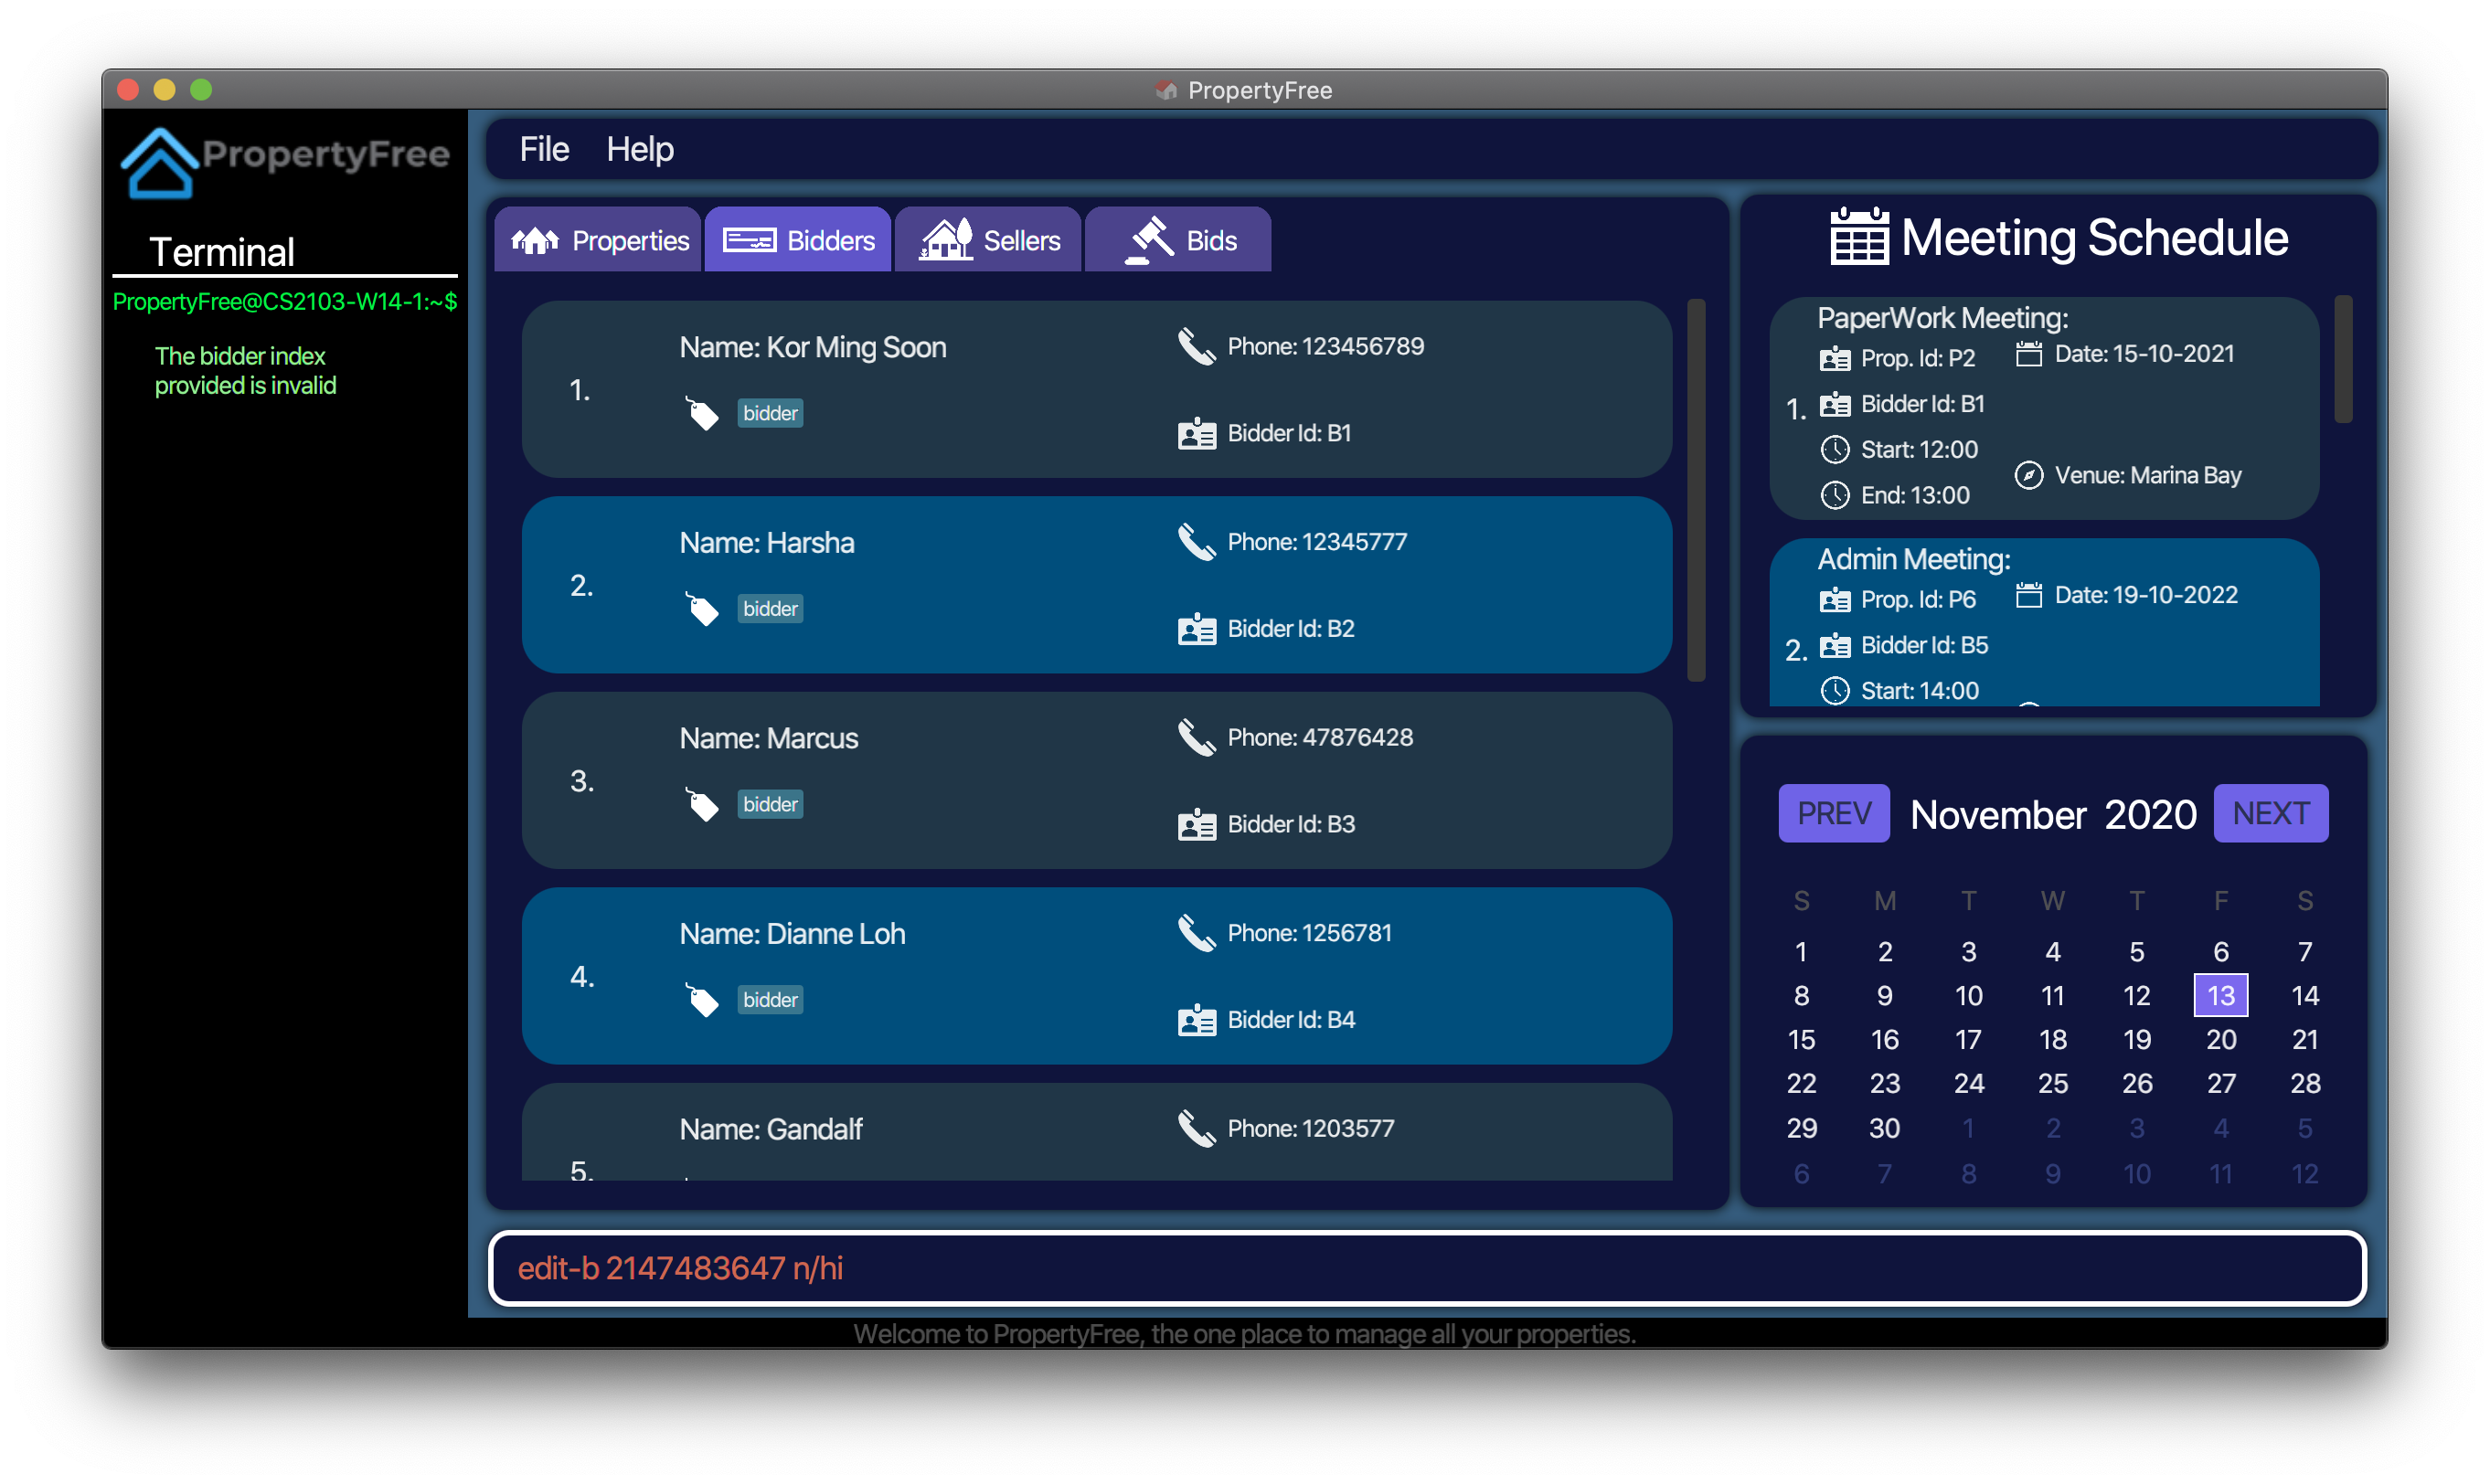 PropertyFree
PropertyFree
Terminal
PropertyFree@CS2103-W14-1:~$
The bidder index
provided is invalid
File Help
Properties Bidders Sellers Bids
1.
Name: Kor Ming Soon
Phone: 123456789
bidder
Bidder Id: B1
2.
Name: Harsha
Phone: 12345777
bidder
Bidder Id: B2
3.
Name: Marcus
Phone: 47876428
bidder
Bidder Id: B3
4.
Name: Dianne Loh
Phone: 1256781
bidder
Bidder Id: B4
5.
Name: Gandalf
Phone: 1203577
Meeting Schedule
1.
PaperWork Meeting:
Prop. Id: P2
Date: 15-10-2021
Bidder Id: B1
Start: 12:00
Venue: Marina Bay
End: 13:00
2.
Admin Meeting:
Prop. Id: P6
Date: 19-10-2022
Bidder Id: B5
Start: 14:00
PREV November 2020 NEXT
S M T W T F S
1 2 3 4 5 6 7
8 9 10 11 12 13 14
15 16 17 18 19 20 21
22 23 24 25 26 27 28
29 30 1 2 3 4 5
6 7 8 9 10 11 12
edit-b 2147483647 n/hi
Welcome to PropertyFree, the one place to manage all your properties.